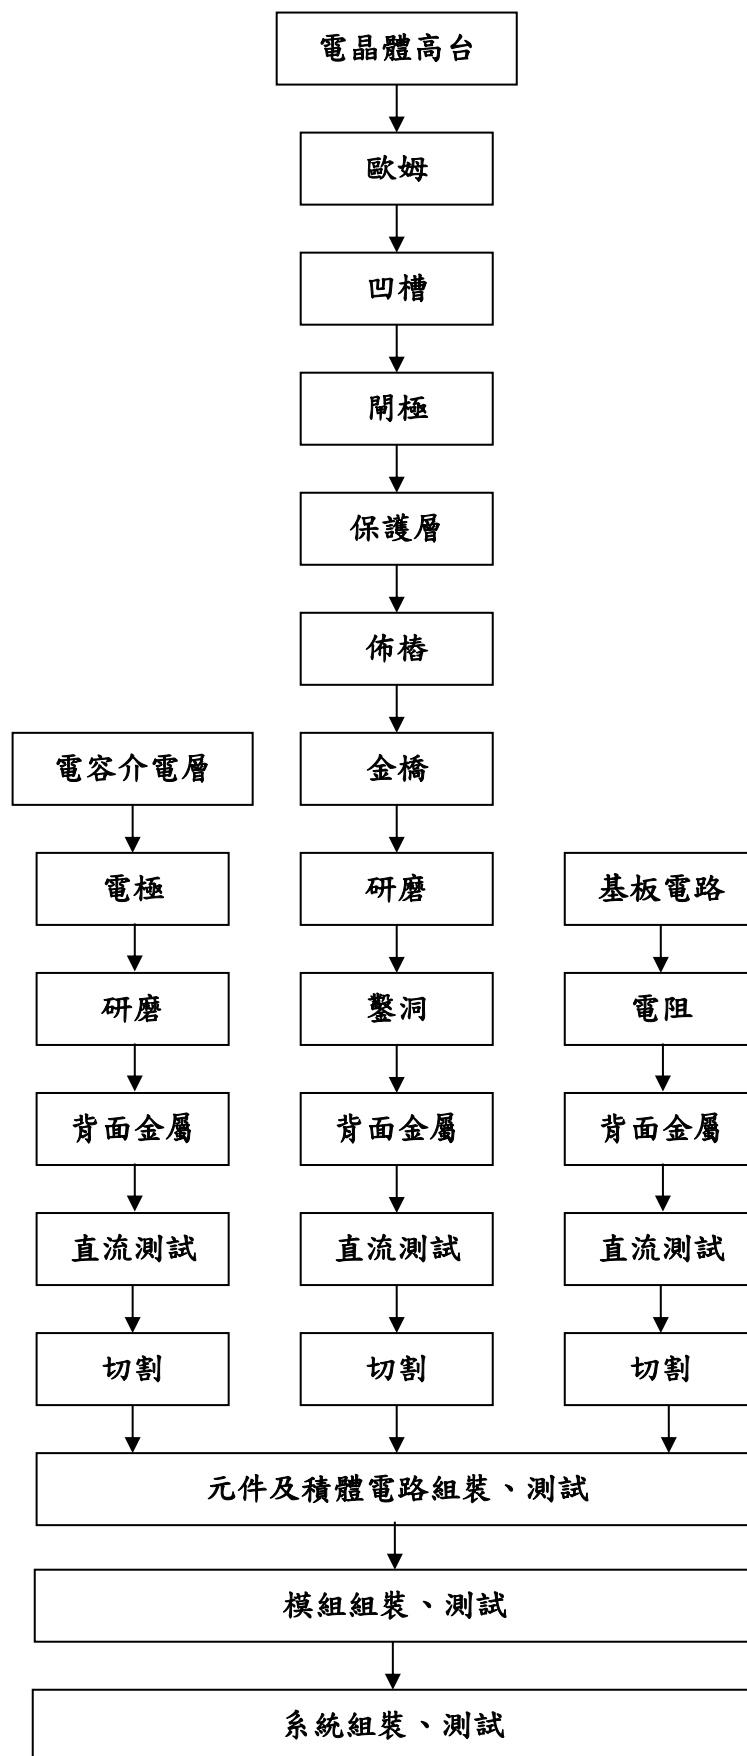 電晶體高台
歐姆
凹槽
閘極
保護層
佈樁
電容介電層
金橋
電極
研磨
基板電路
研磨
鑿洞
電阻
背面金屬
背面金屬
背面金屬
直流測試
直流測試
直流測試
切割
切割
切割
元件及積體電路組裝、測試
模組組裝、測試
系統組裝、測試